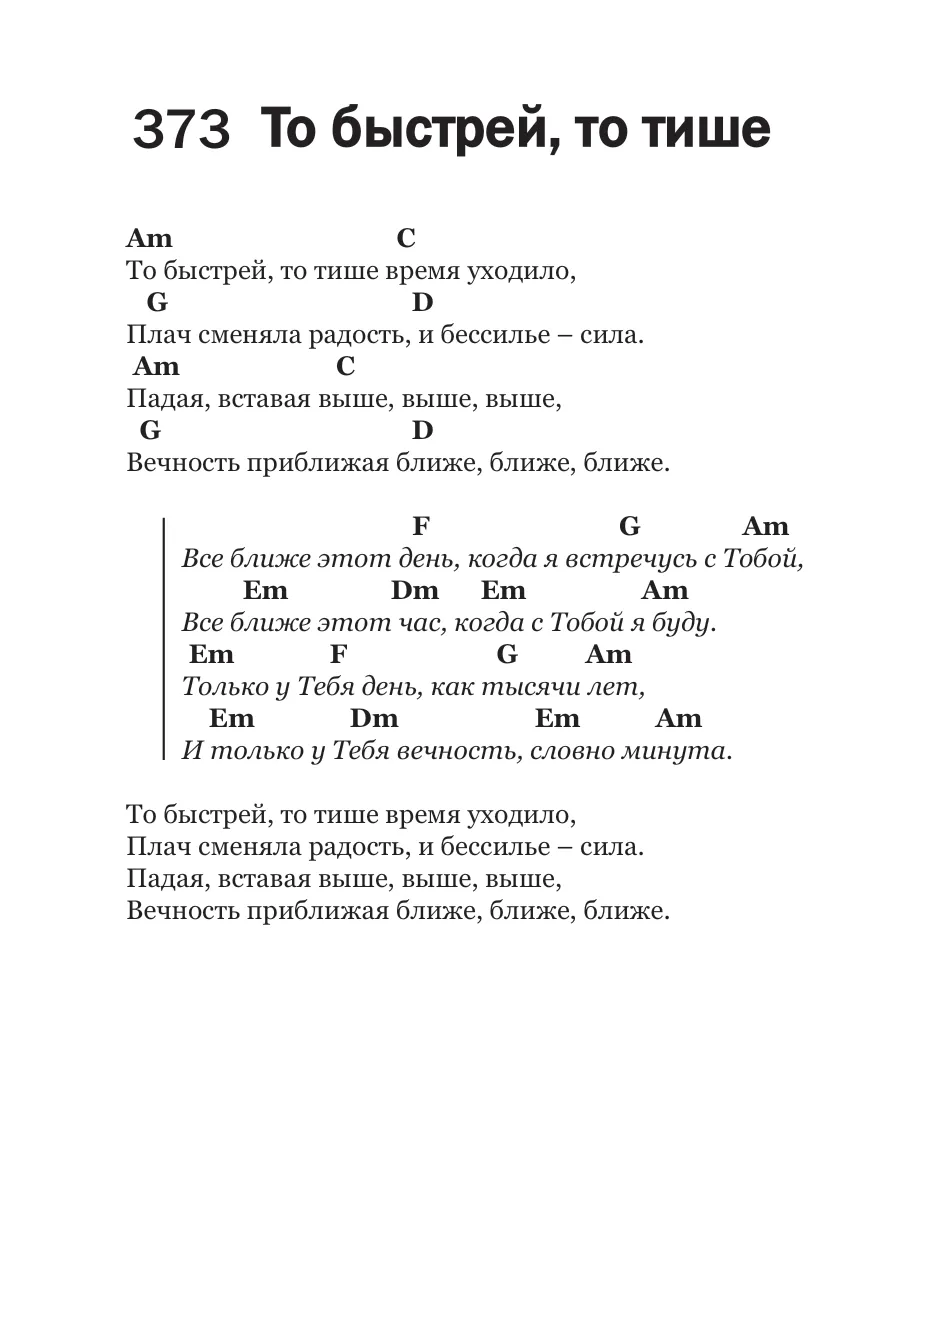 373 То быстрей, то тише
Am C
То быстрей, то тише время уходило,
G D
Плач сменяла радость, и бессилье – сила.
Am C
Падая, вставая выше, выше, выше,
G D
Вечность приближая ближе, ближе, ближе.
F G Am
Все ближе этот день, когда я встречусь с Тобой,
Em Dm Em Am
Все ближе этот час, когда с Тобой я буду.
Em F G Am
Только у Тебя день, как тысячи лет,
Em Dm Em Am
И только у Тебя вечность, словно минута.
То быстрей, то тише время уходило,
Плач сменяла радость, и бессилье – сила.
Падая, вставая выше, выше, выше,
Вечность приближая ближе, ближе, ближе.